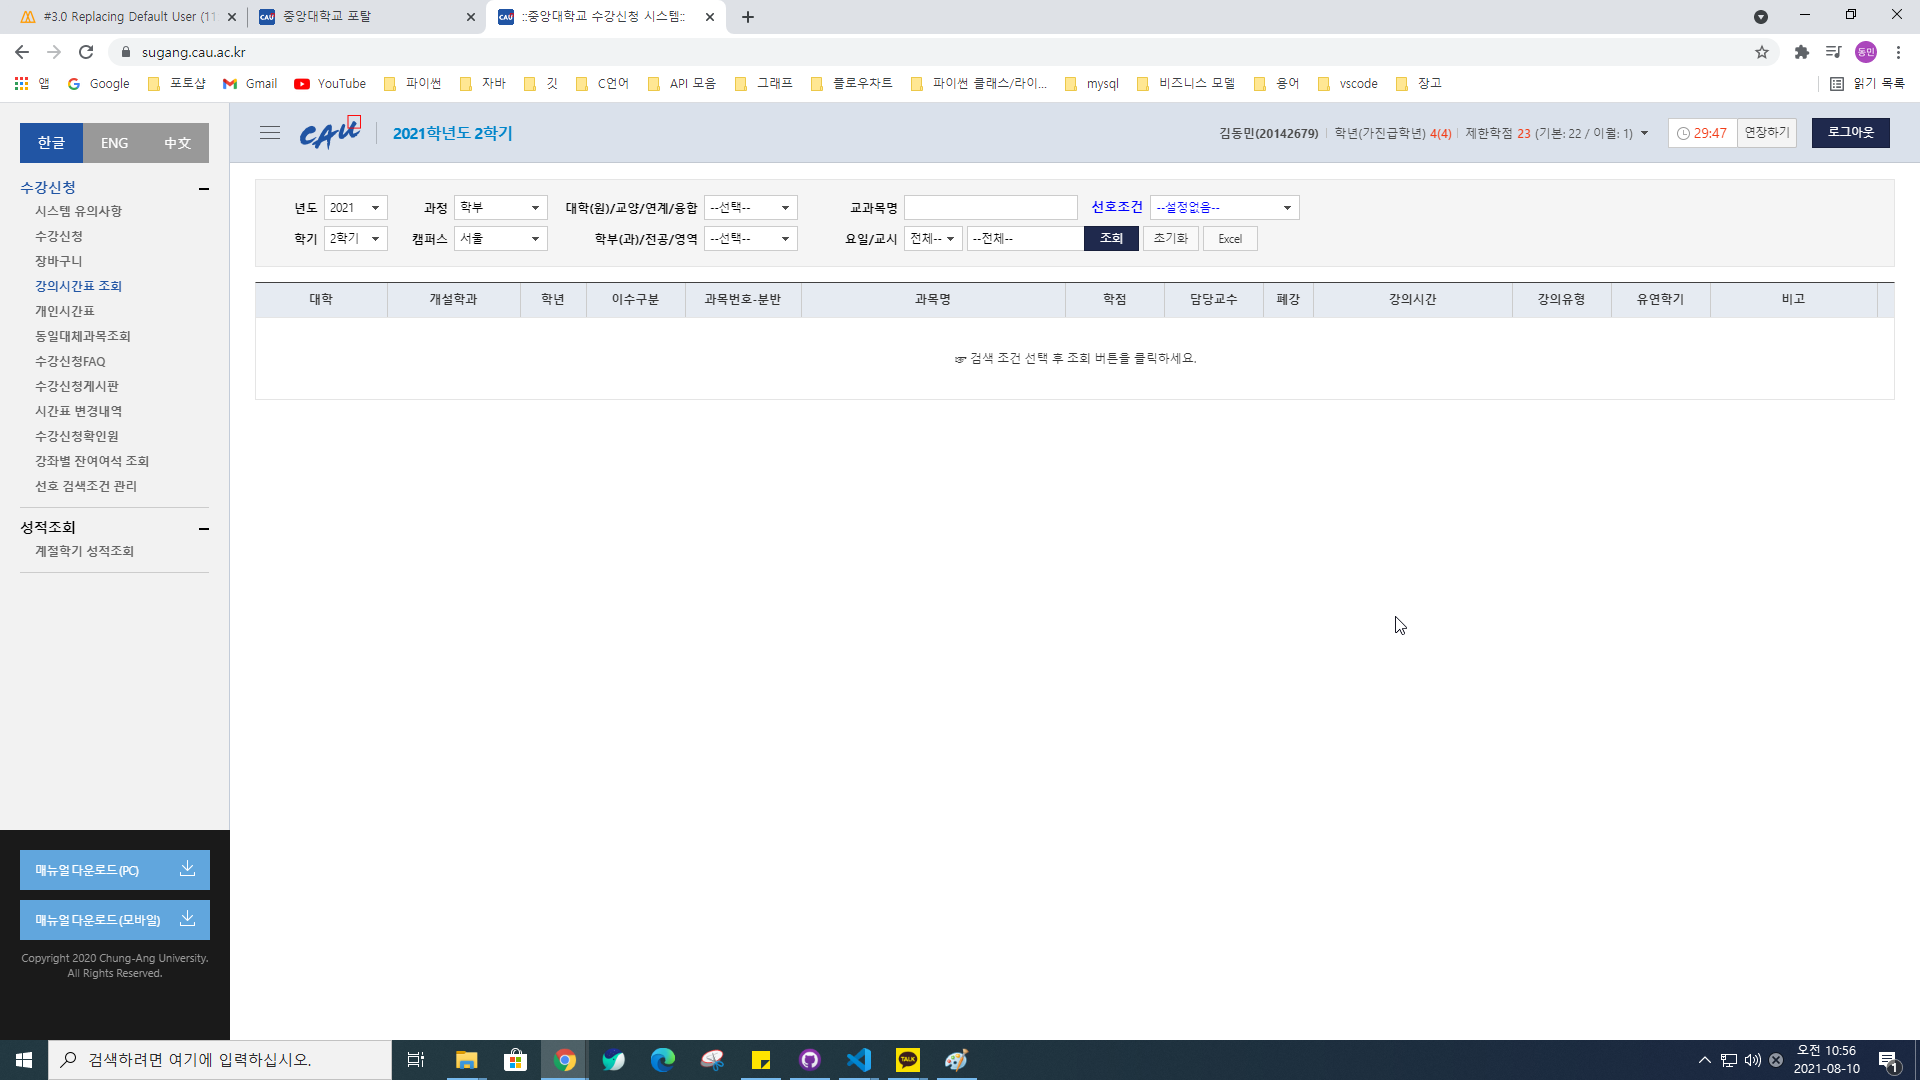 #3.0 Replacing Default User (11
중앙대학교 포탈
::중앙대학교 수강신청 시스템::
sugang.cau.ac.kr
동민
앱 Google 포토샵 Gmail YouTube 파이썬 자바 깃 C언어 API 모음 그래프 플로우차트 파이썬 클래스/라이... mysql 비즈니스 모델 용어 vscode 장고 읽기 목록
한글 ENG 中文
CAU 2021학년도 2학기
김동민(20142679) 학년(가진급학년) 4(4) 제한학점 23 (기본: 22 / 이월: 1) 29:47 연장하기 로그아웃
수강신청
시스템 유의사항
수강신청
장바구니
강의시간표 조회
개인시간표
동일대체과목조회
수강신청FAQ
수강신청게시판
시간표 변경내역
수강신청확인원
강좌별 잔여여석 조회
선호 검색조건 관리
성적조회
계절학기 성적조회
년도 2021 과정 학부 대학(원)/교양/연계/융합 --선택-- 교과목명 선호조건 --설정없음--
학기 2학기 캠퍼스 서울 학부(과)/전공/영역 --선택-- 요일/교시 전체-- --전체-- 조회 초기화 Excel
대학 개설학과 학년 이수구분 과목번호-분반 과목명 학점 담당교수 폐강 강의시간 강의유형 유연학기 비고
☞ 검색 조건 선택 후 조회 버튼을 클릭하세요.
매뉴얼 다운로드(PC)
매뉴얼 다운로드(모바일)
Copyright 2020 Chung-Ang University.
All Rights Reserved.
검색하려면 여기에 입력하십시오.
TALK
오전 10:56
2021-08-10
1